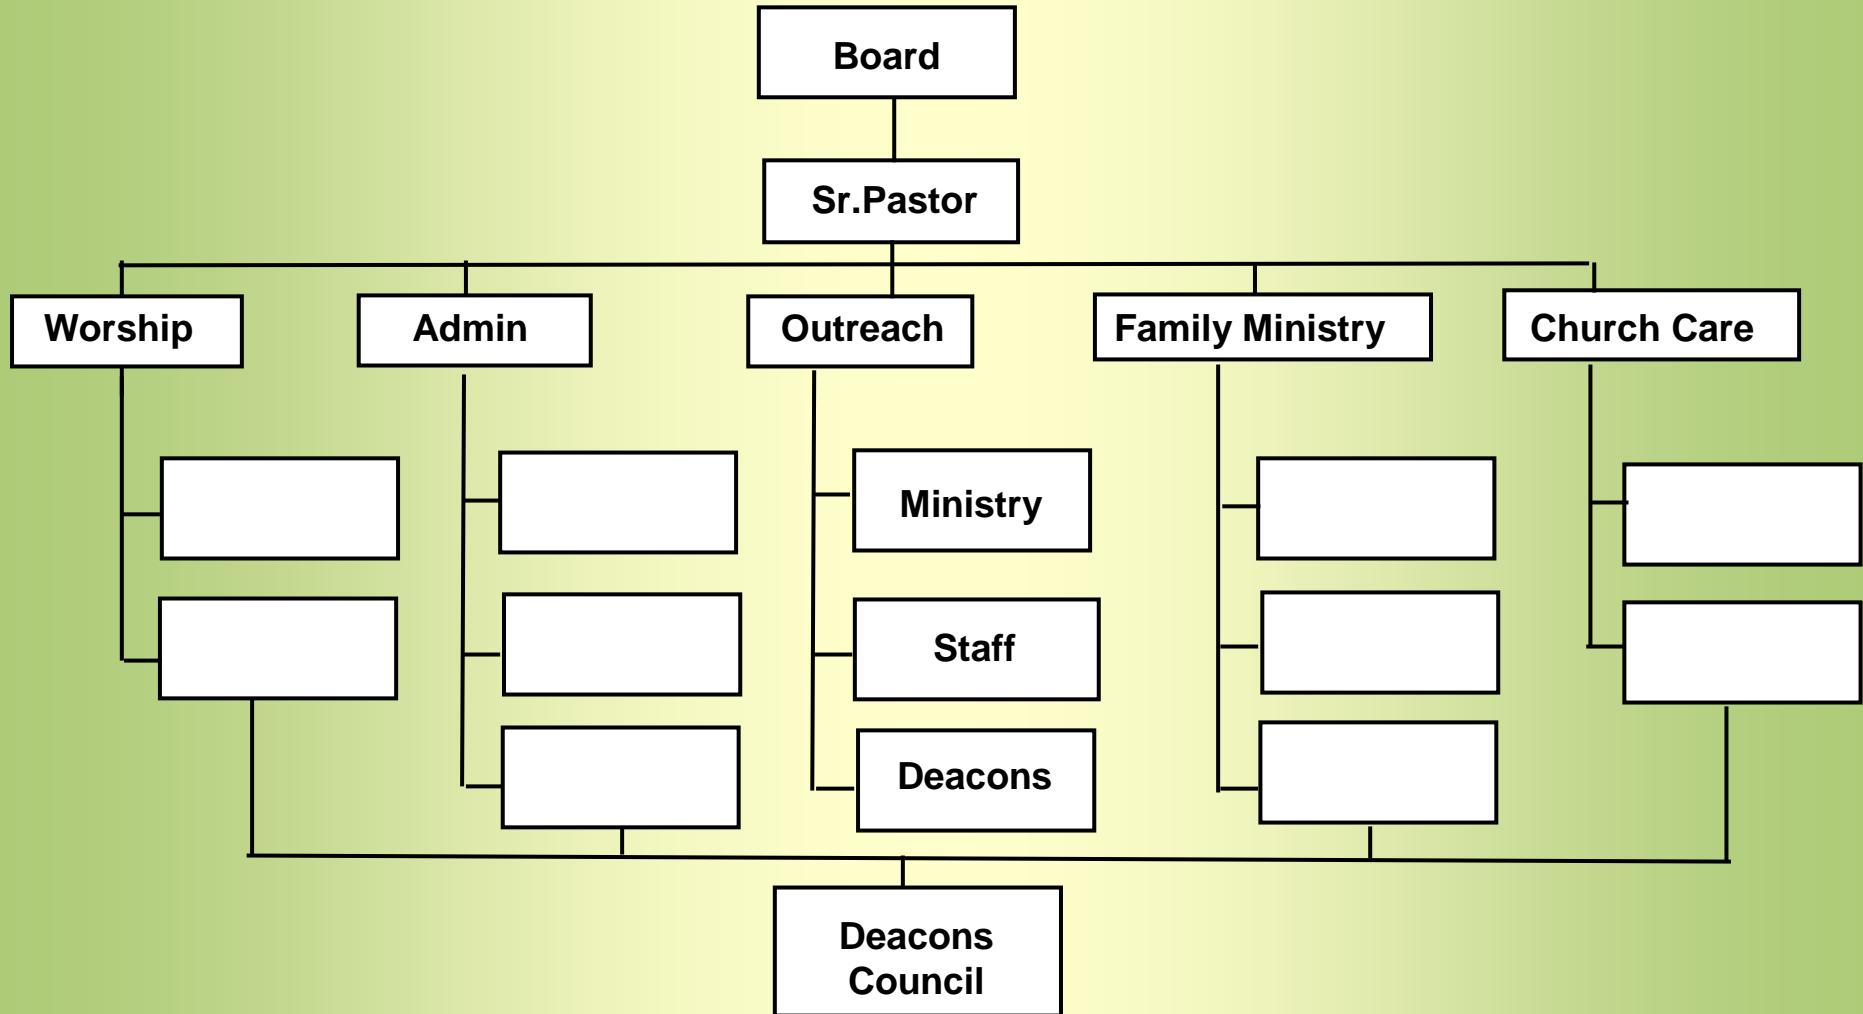 Board
Sr.Pastor
Worship
Admin
Outreach
Family Ministry
Church Care
Ministry
Staff
Deacons
Deacons
Council